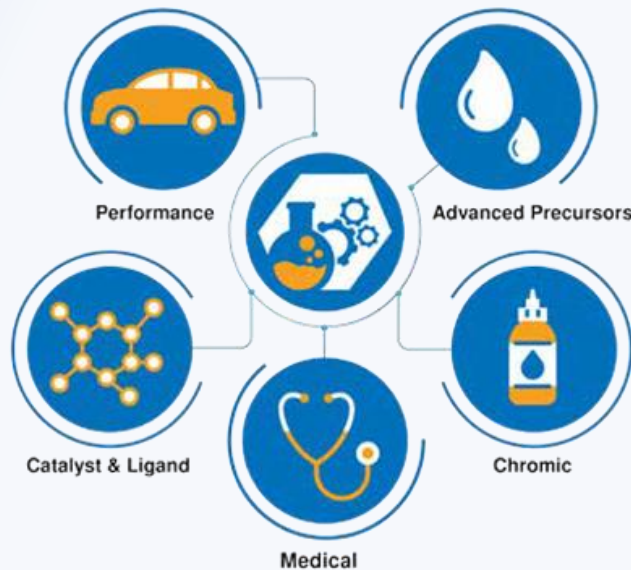 Performance
Advanced Precursors
Catalyst & Ligand
Chromic
Medical